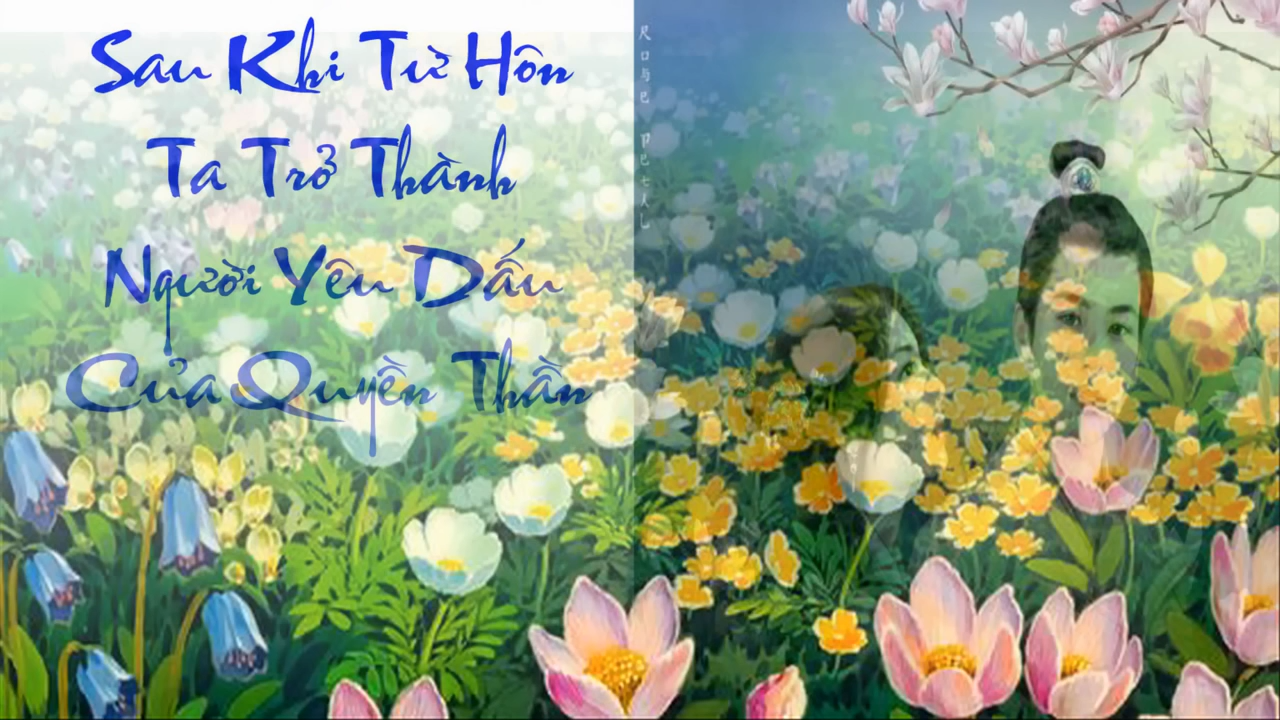 Sau Khi Từ Hôn
Ta Trở Thành
Người Yêu Dấu
Của Quyền Thần